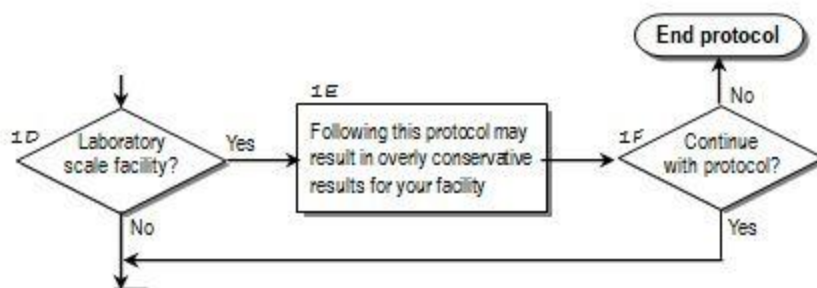 End protocol
1D
Laboratory
scale facility?
Yes
1E
Following this protocol may
result in overly conservative
results for your facility
1F
Continue
with protocol?
No
No
Yes